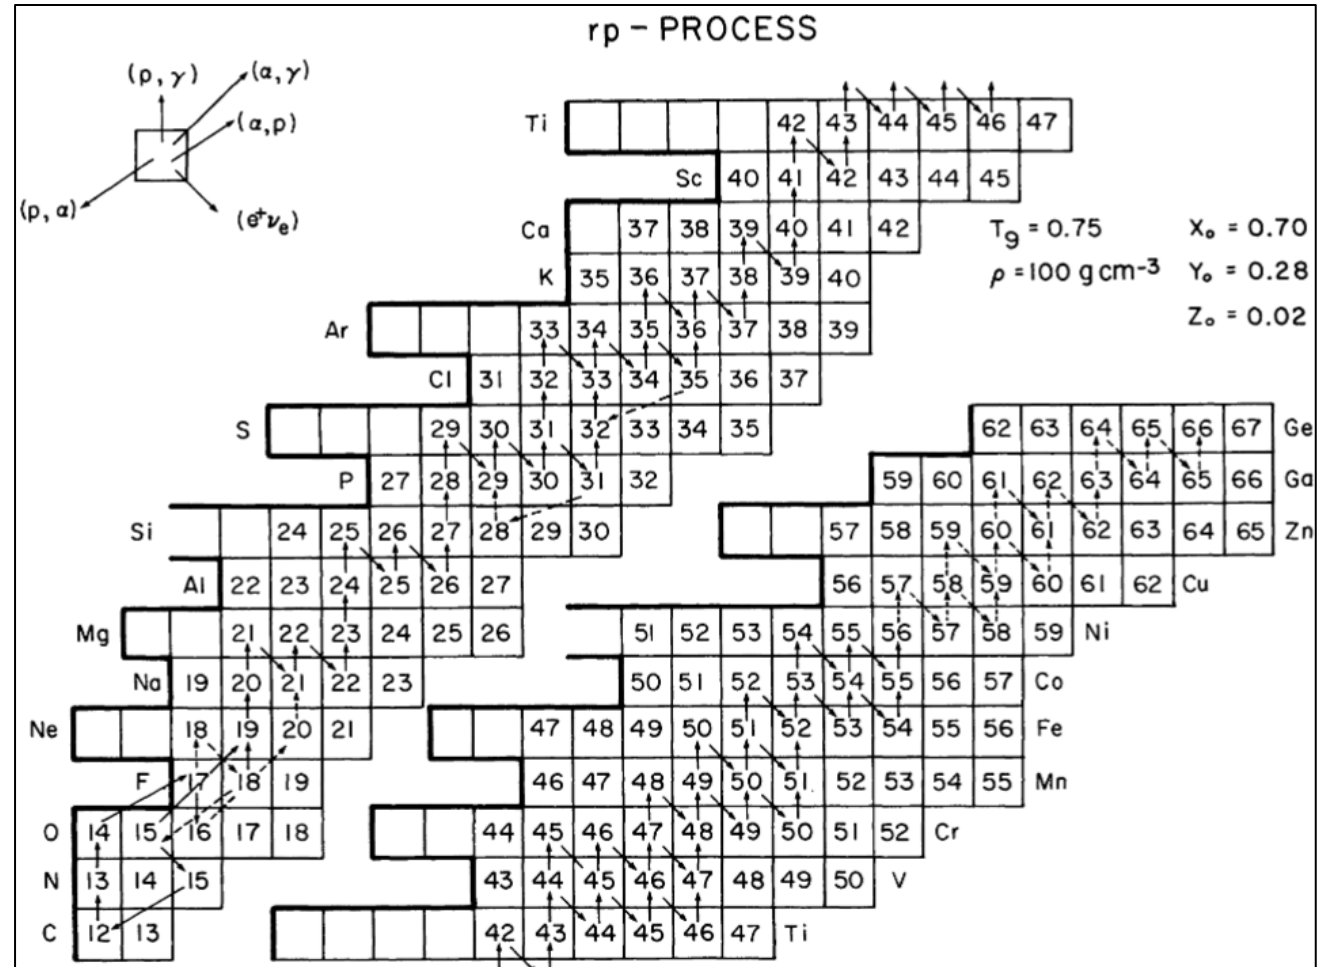 rp – PROCESS
(p, γ) (α, γ)
(α, p)
(p, α) (e⁺νₑ)
Ti 42 43 44 45 46 47
Sc 40 41 42 43 44 45
Ca 37 38 39 40 41 42
T₉ = 0.75 X₀ = 0.70
K 35 36 37 38 39 40
ρ = 100 g cm⁻³ Y₀ = 0.28
Z₀ = 0.02
Ar 33 34 35 36 37 38 39
Cl 31 32 33 34 35 36 37
S 29 30 31 32 33 34 35
62 63 64 65 66 67 Ge
P 27 28 29 30 31 32
59 60 61 62 63 64 65 66 Ga
Si 24 25 26 27 28 29 30
57 58 59 60 61 62 63 64 65 Zn
Al 22 23 24 25 26 27
56 57 58 59 60 61 62 Cu
Mg 21 22 23 24 25 26
51 52 53 54 55 56 57 58 59 Ni
Na 19 20 21 22 23
50 51 52 53 54 55 56 57 Co
Ne 18 19 20 21
47 48 49 50 51 52 53 54 55 56 Fe
F 17 18 19
46 47 48 49 50 51 52 53 54 55 Mn
O 14 15 16 17 18
44 45 46 47 48 49 50 51 52 Cr
N 13 14 15
43 44 45 46 47 48 49 50 V
C 12 13
42 43 44 45 46 47 Ti